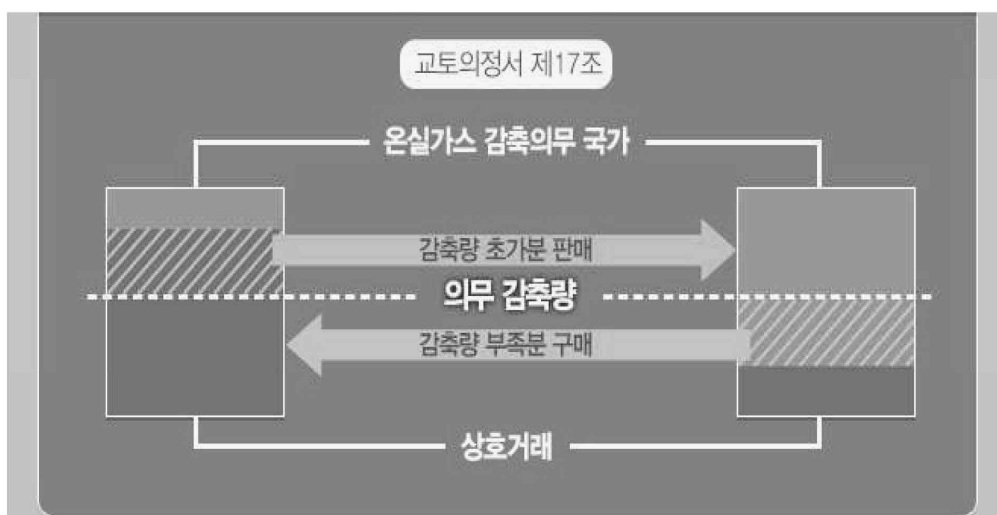 교토의정서 제17조
온실가스 감축의무 국가
감축량 초가분 판매
의무 감축량
감축량 부족분 구매
상호거래